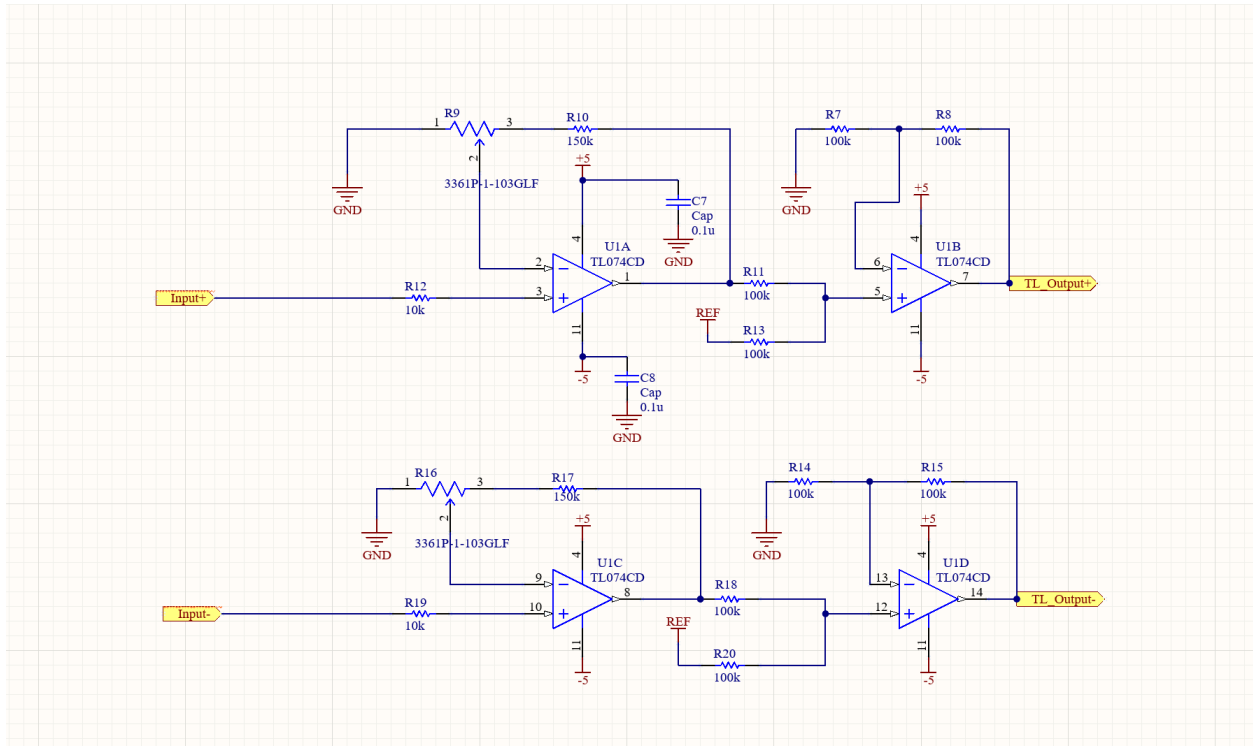 R9
1
3
R10
150k
2
3361P-1-103GLF
GND
+5
C7
Cap
0.1u
GND
4
U1A
TL074CD
2
1
3
11
Input+
R12
10k
-5
C8
Cap
0.1u
GND
R11
100k
REF
R13
100k
R7
100k
R8
100k
GND
+5
4
U1B
TL074CD
6
7
5
11
-5
TL_Output+
R16
1
3
R17
150k
2
3361P-1-103GLF
GND
+5
4
U1C
TL074CD
9
8
10
11
-5
Input-
R19
10k
R18
100k
REF
R20
100k
R14
100k
R15
100k
GND
+5
4
U1D
TL074CD
13
14
12
11
-5
TL_Output-